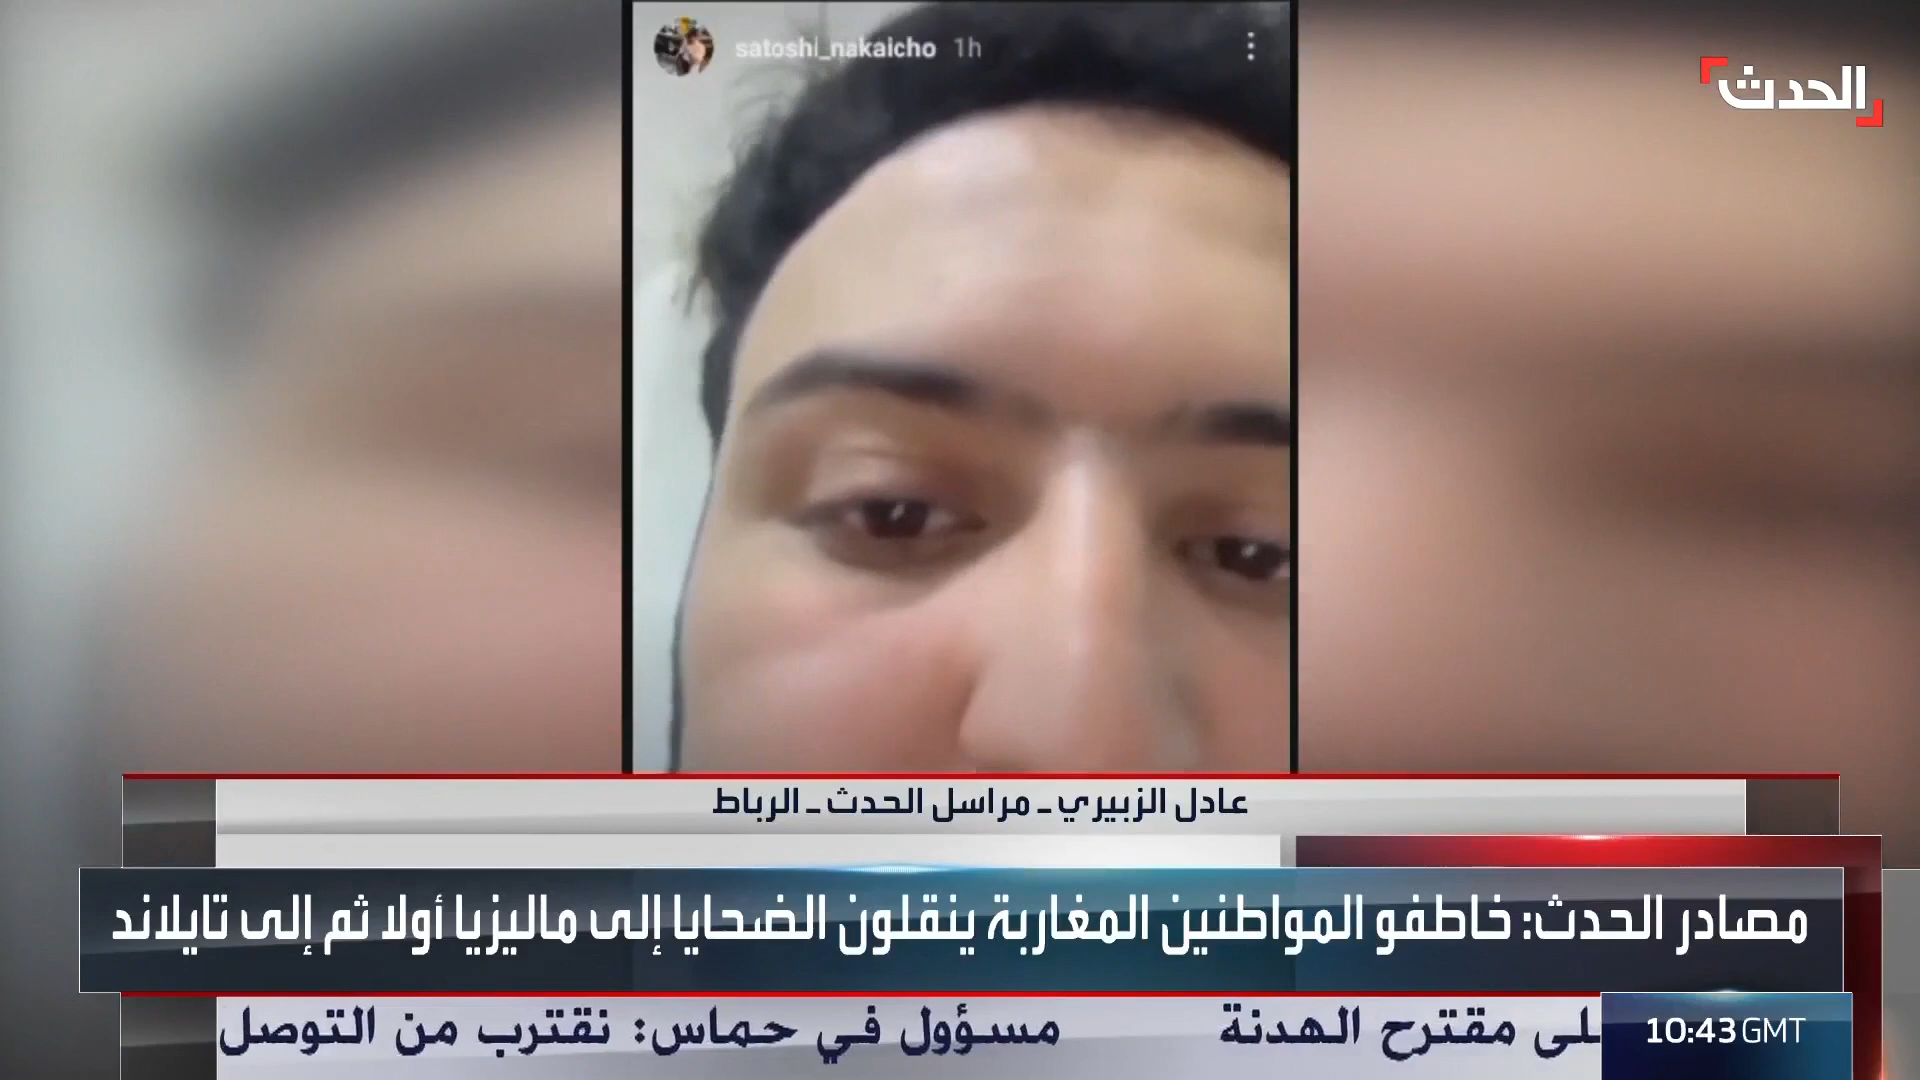 satoshi_nakaicho 1h
الحدث
عادل الزبيري - مراسل الحدث - الرباط
مصادر الحدث: خاطفو المواطنين المغاربة ينقلون الضحايا إلى ماليزيا أولا ثم إلى تايلاند
لى مقترح الهدنة مسؤول في حماس: نقترب من التوصل
10:43 GMT